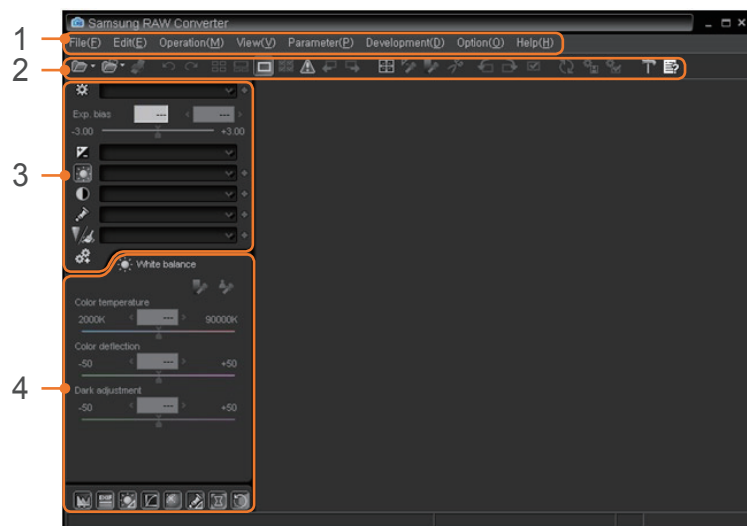 Samsung RAW Converter
1
File(F) Edit(E) Operation(M) View(V) Parameter(P) Development(D) Option(O) Help(H)
2
Exp. bias --- ---
-3.00 +3.00
3
White balance
Color temperature
2000K --- 90000K
Color deflection
-50 --- +50
4
Dark adjustment
-50 --- +50
EXIF